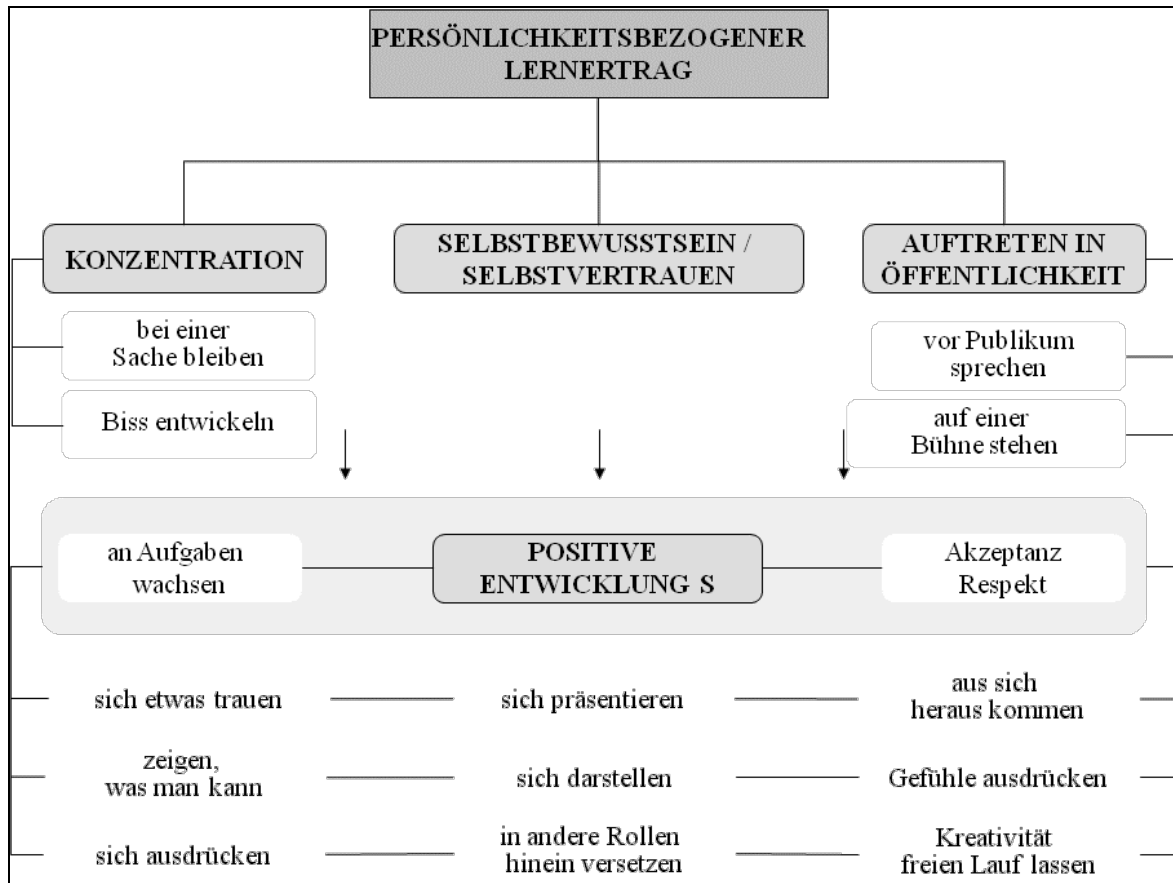 PERSÖNLICHKEITSBEZOGENER
LERNERTRAG
KONZENTRATION
SELBSTBEWUSSTSEIN /
SELBSTVERTRAUEN
AUFTRETEN IN
ÖFFENTLICHKEIT
bei einer
Sache bleiben
vor Publikum
sprechen
Biss entwickeln
auf einer
Bühne stehen
an Aufgaben
wachsen
POSITIVE
ENTWICKLUNG S
Akzeptanz
Respekt
sich etwas trauen
sich präsentieren
aus sich
heraus kommen
zeigen,
was man kann
sich darstellen
Gefühle ausdrücken
sich ausdrücken
in andere Rollen
hinein versetzen
Kreativität
freien Lauf lassen